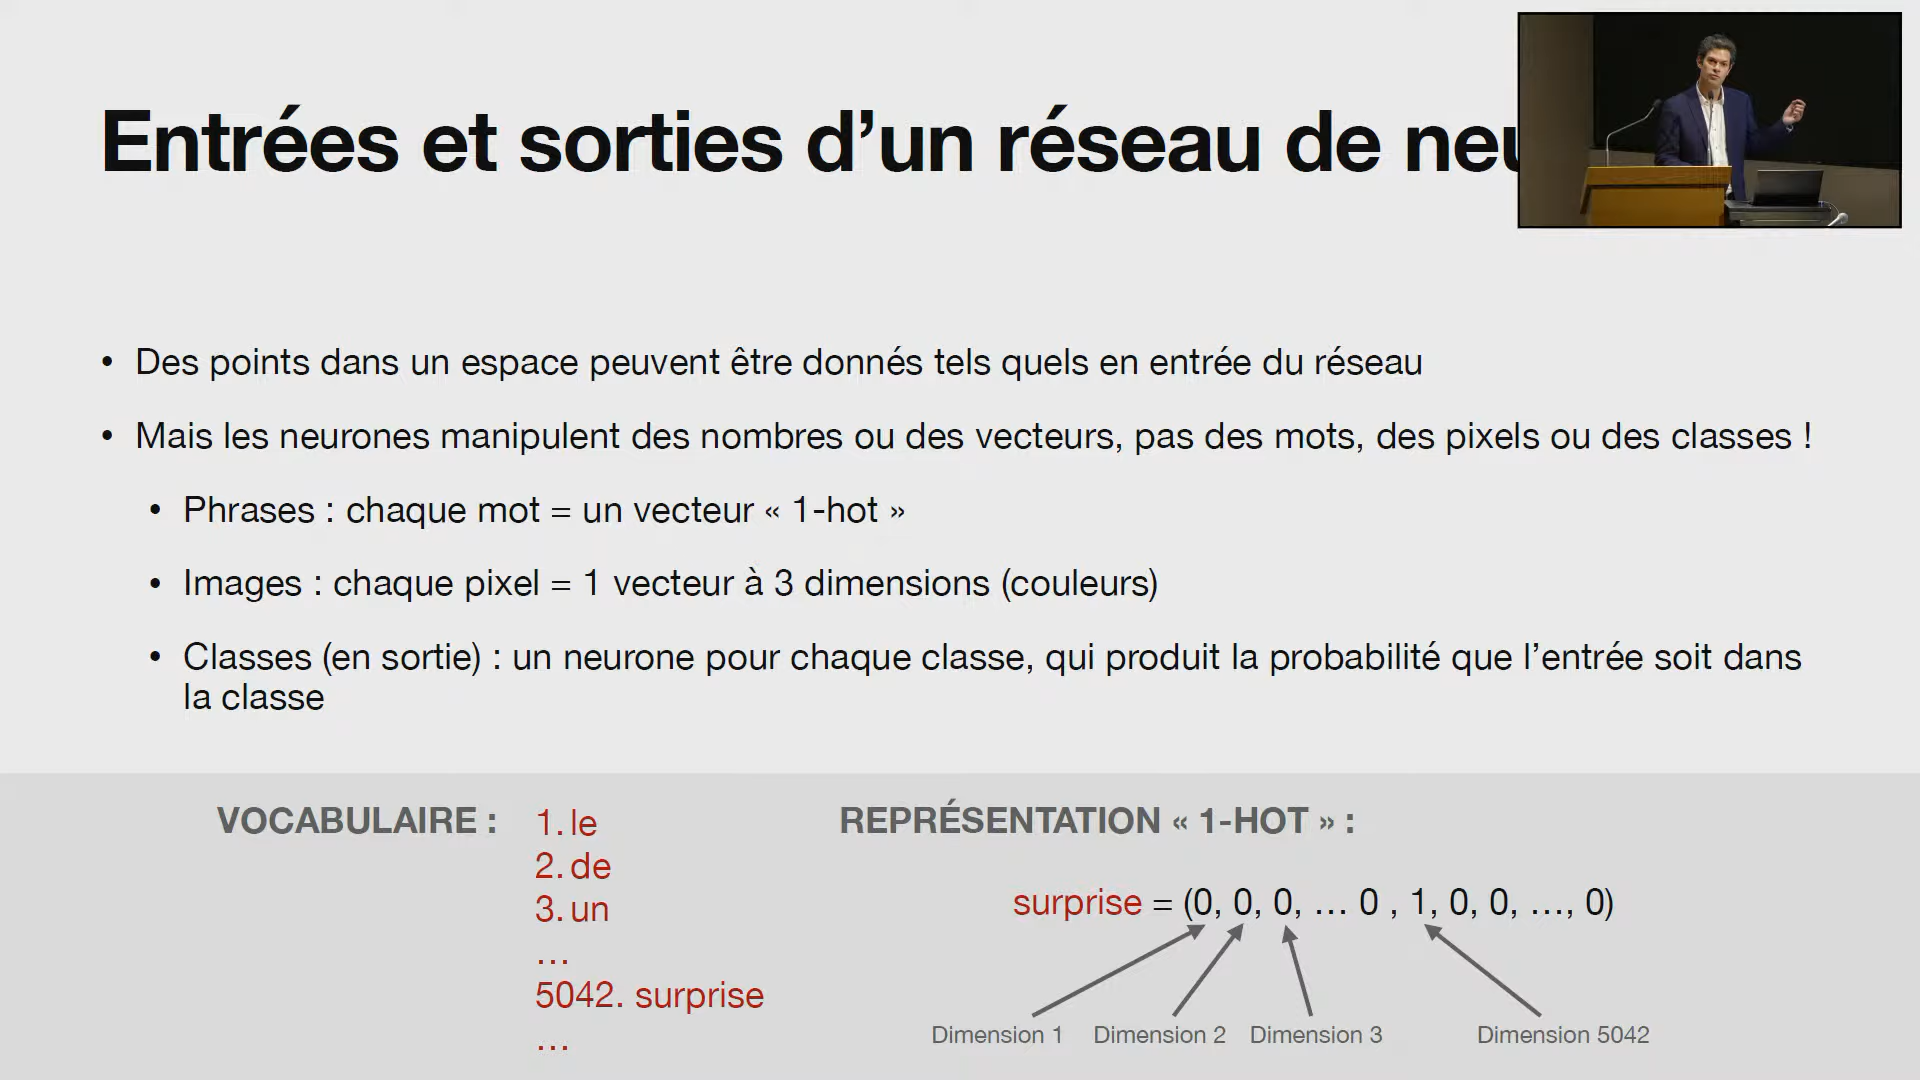 Entrées et sorties d’un réseau de
• Des points dans un espace peuvent être donnés tels quels en entrée du réseau
• Mais les neurones manipulent des nombres ou des vecteurs, pas des mots, des pixels ou des classes !
• Phrases : chaque mot = un vecteur « 1-hot »
• Images : chaque pixel = 1 vecteur à 3 dimensions (couleurs)
• Classes (en sortie) : un neurone pour chaque classe, qui produit la probabilité que l’entrée soit dans
la classe
VOCABULAIRE :
1. le
2. de
3. un
…
5042. surprise
…
REPRÉSENTATION « 1-HOT » :
surprise = (0, 0, 0, … 0 , 1, 0, 0, …, 0)
Dimension 1 Dimension 2 Dimension 3 Dimension 5042